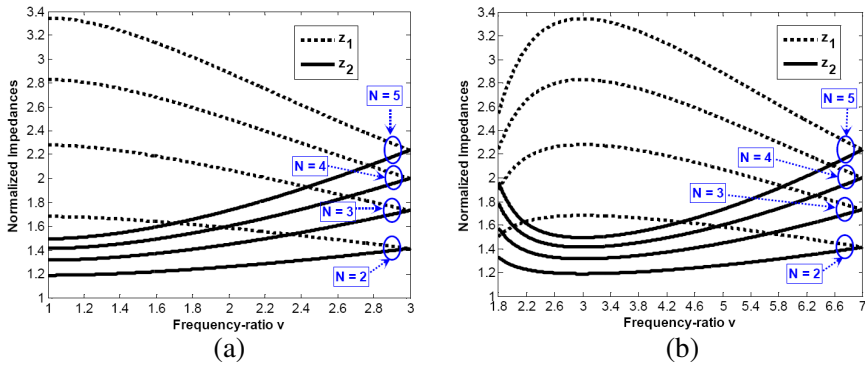 3.4
3.2
3
2.8
2.6
2.4
2.2
2
1.8
1.6
1.4
1.2
1
Normalized Impedances
z1
z2
N = 5
N = 4
N = 3
N = 2
1 1.2 1.4 1.6 1.8 2 2.2 2.4 2.6 2.8 3
Frequency-ratio v
(a)
3.4
3.2
3
2.8
2.6
2.4
2.2
2
1.8
1.6
1.4
1.2
1
Normalized Impedances
z1
z2
N = 5
N = 4
N = 3
N = 2
1.8 2.2 2.6 3 3.4 3.8 4.2 4.6 5 5.4 5.8 6.2 6.6 7
Frequency-ratio v
(b)